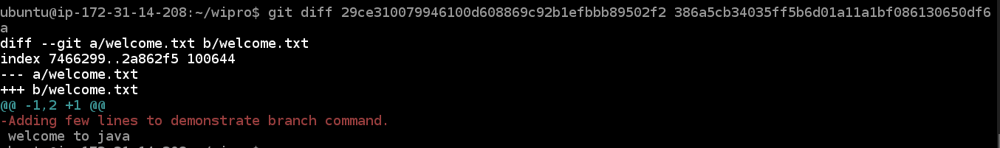 ubuntu@ip-172-31-14-208:~/wipro$ git diff 29ce310079946100d608869c92b1efbbb89502f2 386a5cb34035ff5b6d01a11a1bf086130650df6
a
diff --git a/welcome.txt b/welcome.txt
index 7466299..2a862f5 100644
--- a/welcome.txt
+++ b/welcome.txt
@@ -1,2 +1 @@
-Adding few lines to demonstrate branch command.
 welcome to java